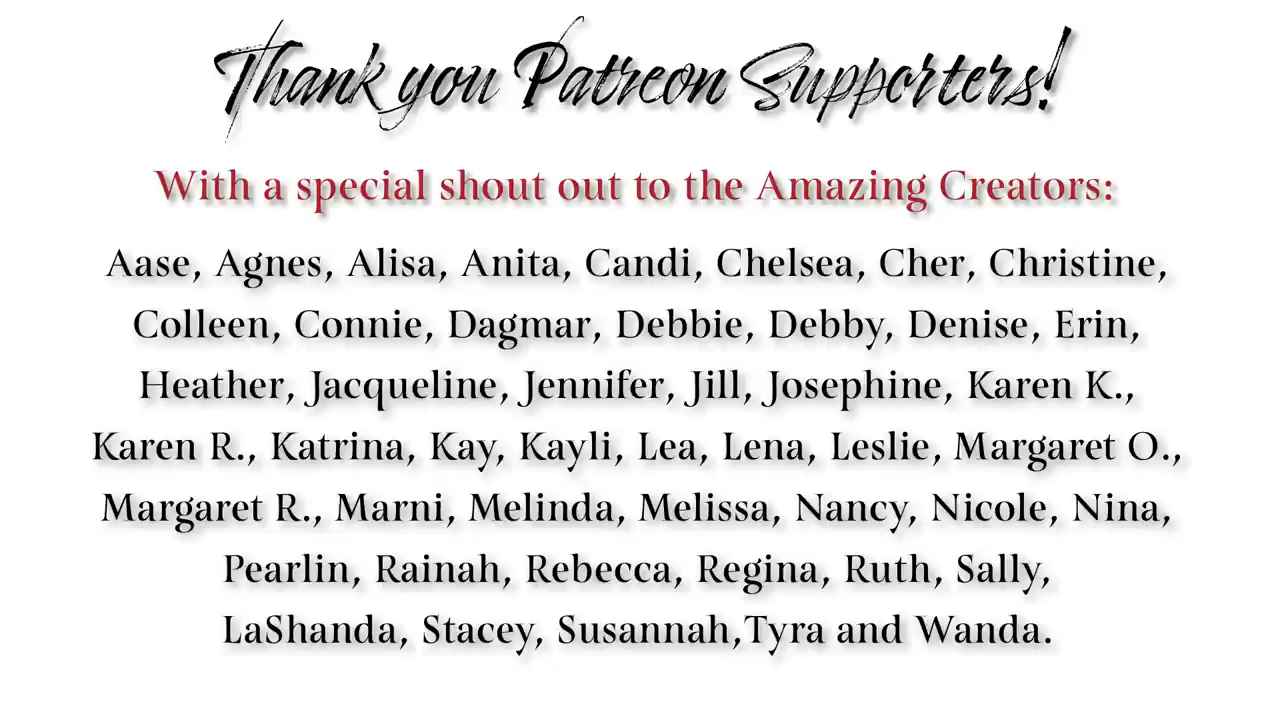 Thank you Patreon Supporters!
With a special shout out to the Amazing Creators:
Aase, Agnes, Alisa, Anita, Candi, Chelsea, Cher, Christine,
Colleen, Connie, Dagmar, Debbie, Debby, Denise, Erin,
Heather, Jacqueline, Jennifer, Jill, Josephine, Karen K.,
Karen R., Katrina, Kay, Kayli, Lea, Lena, Leslie, Margaret O.,
Margaret R., Marni, Melinda, Melissa, Nancy, Nicole, Nina,
Pearlin, Rainah, Rebecca, Regina, Ruth, Sally,
LaShanda, Stacey, Susannah,Tyra and Wanda.